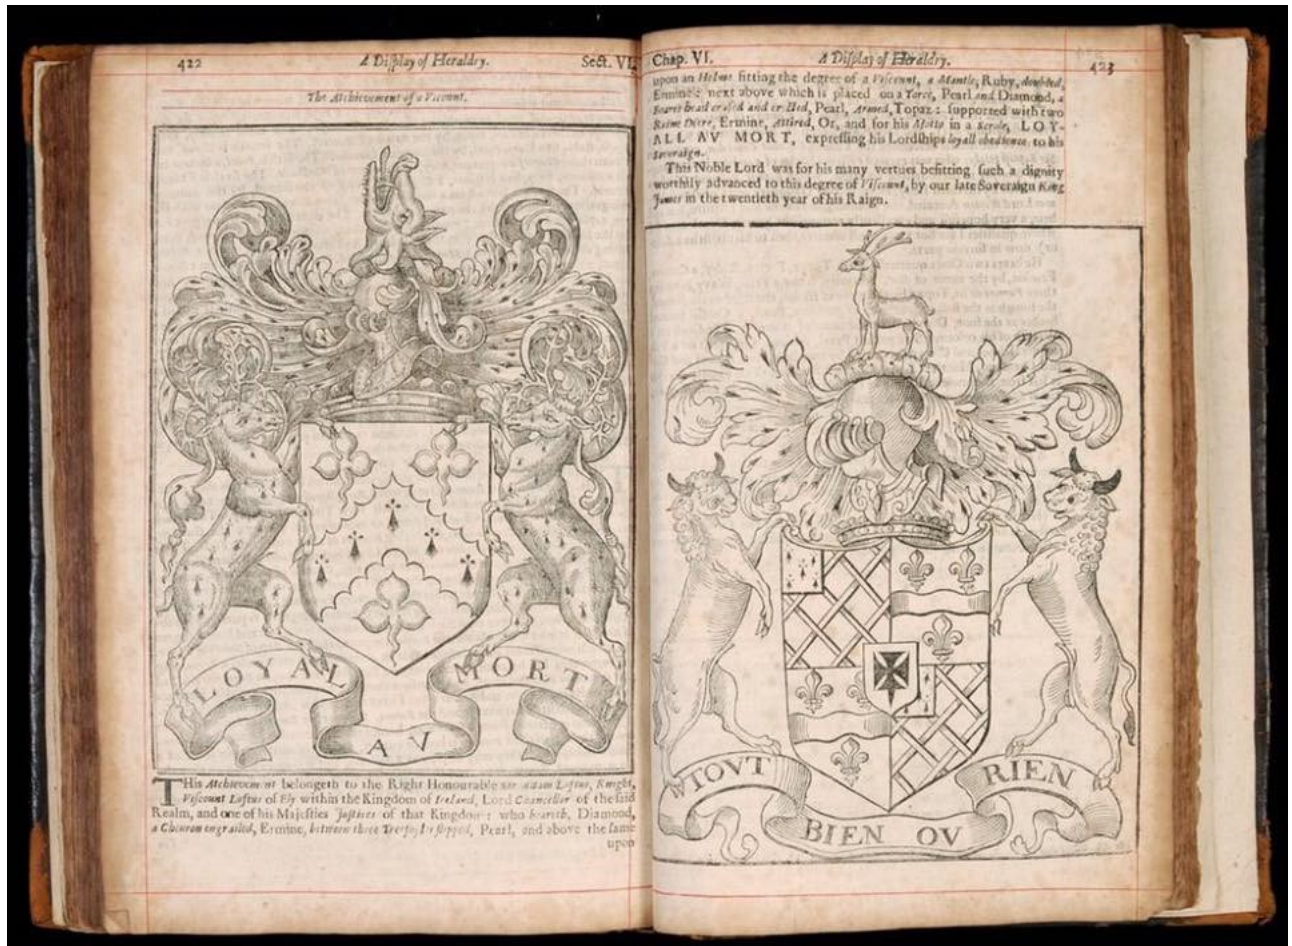 422
A Display of Heraldry.
Sect. VI.
The Atchievement of a Vicount.
LOYAL
AV
MORT
THis Atchievement belongeth to the Right Honourable Adam Loftus, Knight,
Viscount Loftus of Ely within the Kingdom of Ireland, Lord Chancellor of the said
Realm, and one of his Majesties Justices of that Kingdom: who beareth, Diamond,
a Cheuron engrailed, Ermine, between three Trefoyles slipped, Pearl, and above the same
upon
Chap. VI.
A Display of Heraldry.
423
upon an Helme fitting the degree of a Viscount, a Mantle, Ruby, doubled,
Ermine: next above which is placed on a Torce, Pearl and Diamond, a
Boares head erased and erected, Pearl, Armed, Topaz: supported with two
Raine Deere, Ermine, Attired, Or, and for his Motto in a Scrole, LOY-
ALL AV MORT, expressing his Lordships loyall obedience to his
Soveraign.
This Noble Lord was for his many vertues befitting such a dignity
worthily advanced to this degree of Viscount, by our late Soveraign King
James in the twentieth year of his Raign.
TOVT
BIEN OV
RIEN